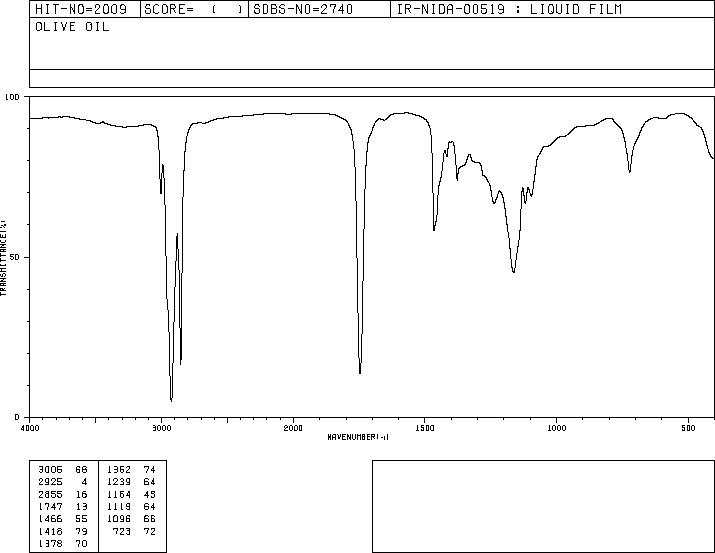 HIT-NO=2009 SCORE= ( ) SDBS-NO=2740 IR-NIDA-00519 : LIQUID FILM
OLIVE OIL
100
50
0
TRANSMITTANCE(%)
4000 3000 2000 1500 1000 500
WAVENUMBER(-1)
3005 66 1362 74
2925 4 1239 64
2855 16 1164 45
1747 13 1119 64
1466 55 1096 66
1418 79 723 72
1378 70